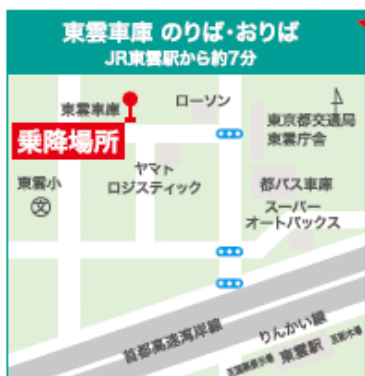 東雲車庫 のりば・おりば
JR東雲駅から約7分
東雲車庫
ローソン
東京都交通局
東雲庁舎
乗降場所
ヤマト
ロジスティック
東雲小
文
都バス車庫
スーパー
オートバックス
首都高速湾岸線
りんかい線
東雲駅